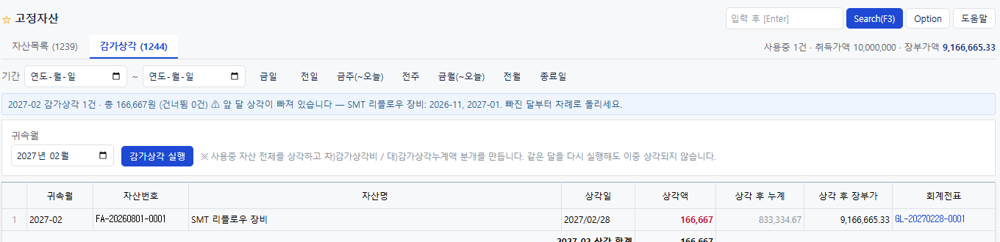 ☆ 고정자산
입력 후 [Enter] Search(F3) Option 도움말
자산목록 (1239) 감가상각 (1244) 사용중 1건 · 취득가액 10,000,000 · 장부가액 9,166,665.33
기간 연도-월-일 ~ 연도-월-일 금일 전일 금주(~오늘) 전주 금월(~오늘) 전월 종료일
2027-02 감가상각 1건 · 총 166,667원 (건너뜀 0건) ⚠ 앞 달 상각이 빠져 있습니다 — SMT 리플로우 장비: 2026-11, 2027-01. 빠진 달부터 차례로 돌리세요.
귀속월
2027년 02월 감가상각 실행 ※ 사용중 자산 전체를 상각하고 차)감가상각비 / 대)감가상각누계액 분개를 만듭니다. 같은 달을 다시 실행해도 이중 상각되지 않습니다.
귀속월 자산번호 자산명 상각일 상각액 상각 후 누계 상각 후 장부가 회계전표
1 2027-02 FA-20260801-0001 SMT 리플로우 장비 2027/02/28 166,667 833,334.67 9,166,665.33 GL-20270228-0001
2027-02 상각 합계 166,667